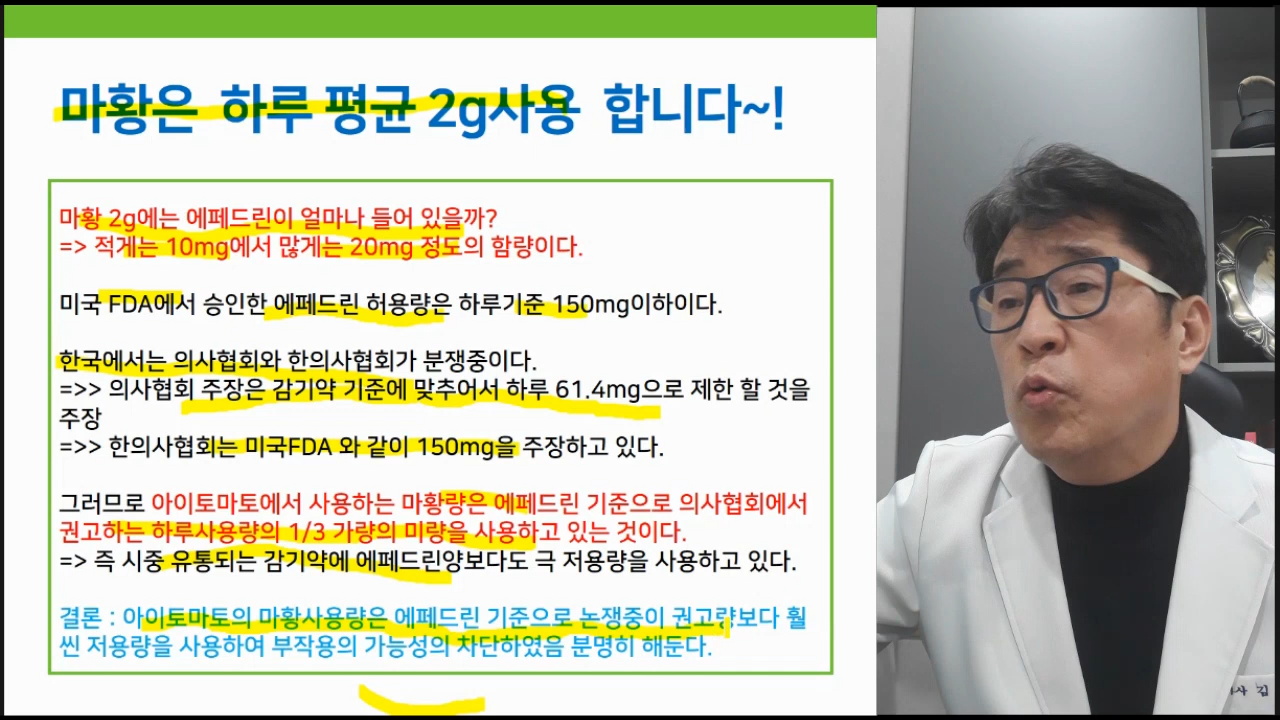 마황은 하루 평균 2g사용 합니다~!
마황 2g에는 에페드린이 얼마나 들어 있을까?
=> 적게는 10mg에서 많게는 20mg 정도의 함량이다.
미국 FDA에서 승인한 에페드린 허용량은 하루기준 150mg이하이다.
한국에서는 의사협회와 한의사협회가 분쟁중이다.
=>> 의사협회 주장은 감기약 기준에 맞추어서 하루 61.4mg으로 제한 할 것을
주장
=>> 한의사협회는 미국FDA 와 같이 150mg을 주장하고 있다.
그러므로 아이토마토에서 사용하는 마황량은 에페드린 기준으로 의사협회에서
권고하는 하루사용량의 1/3 가량의 미량을 사용하고 있는 것이다.
=> 즉 시중 유통되는 감기약에 에페드린양보다도 극 저용량을 사용하고 있다.
결론 : 아이토마토의 마황사용량은 에페드린 기준으로 논쟁중이 권고량보다 훨
씬 저용량을 사용하여 부작용의 가능성의 차단하였음 분명히 해둔다.
김